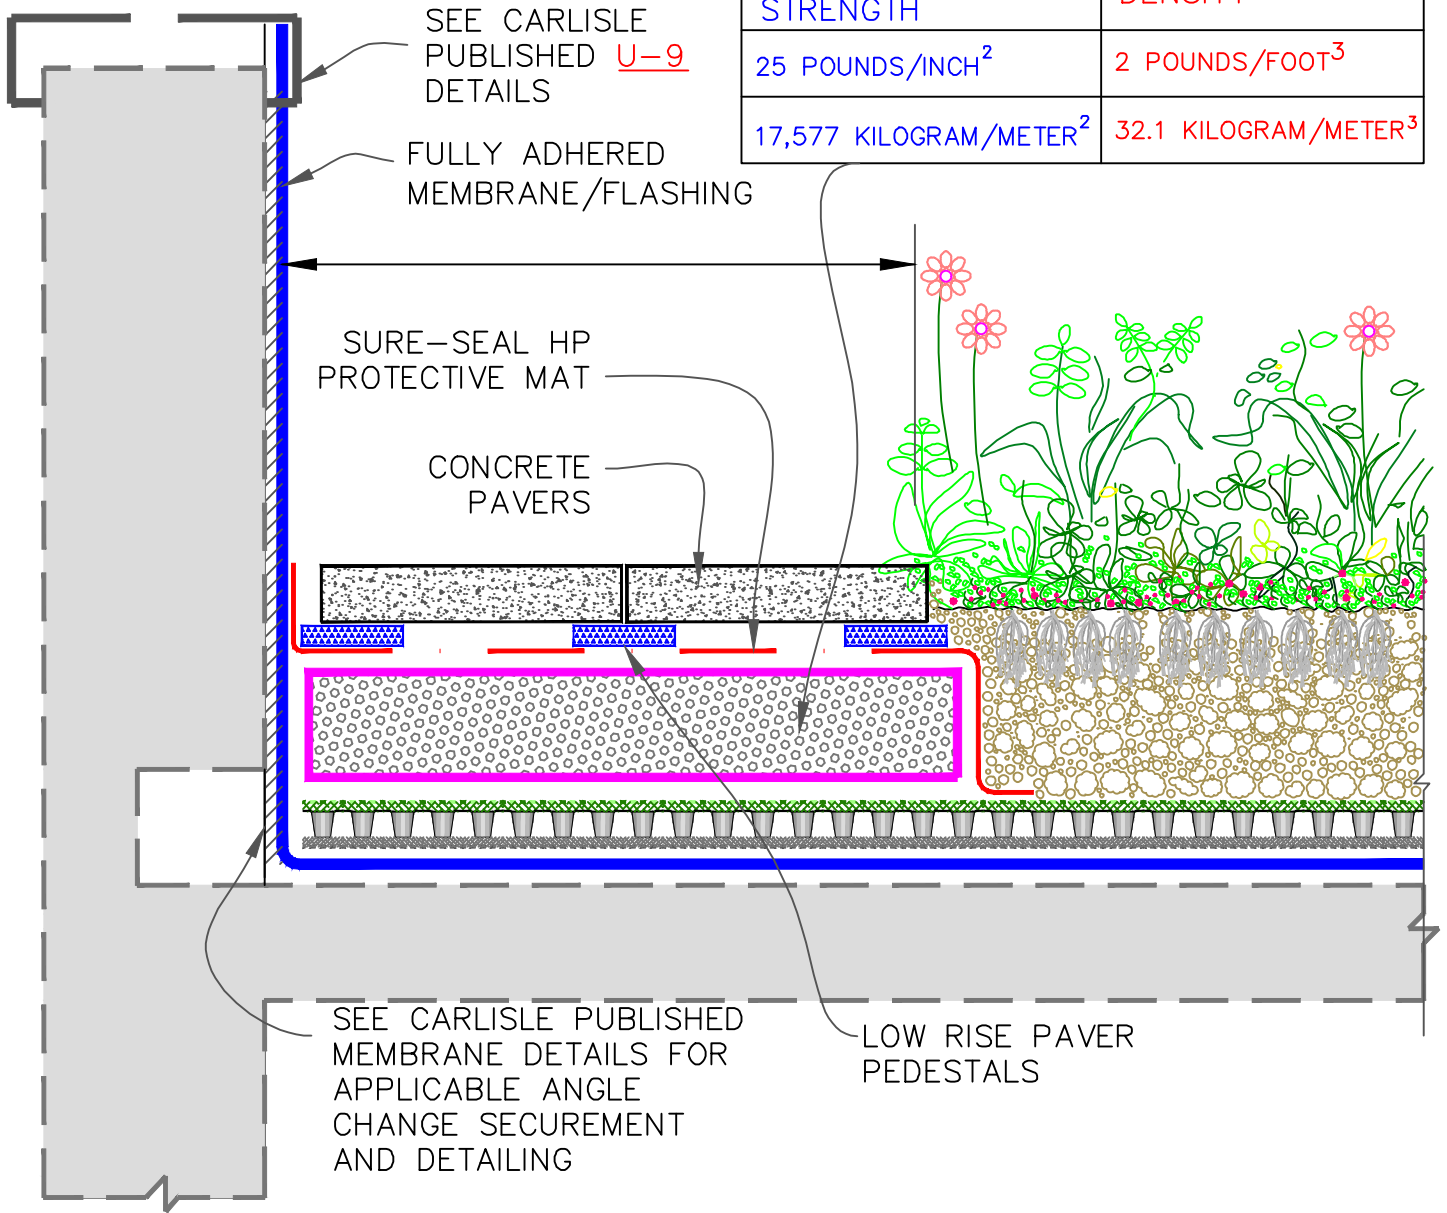 SEE CARLISLE
PUBLISHED U-9
DETAILS
STRENGTH
DENSITY
25 POUNDS/INCH²
2 POUNDS/FOOT³
17,577 KILOGRAM/METER²
32.1 KILOGRAM/METER³
FULLY ADHERED
MEMBRANE/FLASHING
SURE-SEAL HP
PROTECTIVE MAT
CONCRETE
PAVERS
SEE CARLISLE PUBLISHED
MEMBRANE DETAILS FOR
APPLICABLE ANGLE
CHANGE SECUREMENT
AND DETAILING
LOW RISE PAVER
PEDESTALS